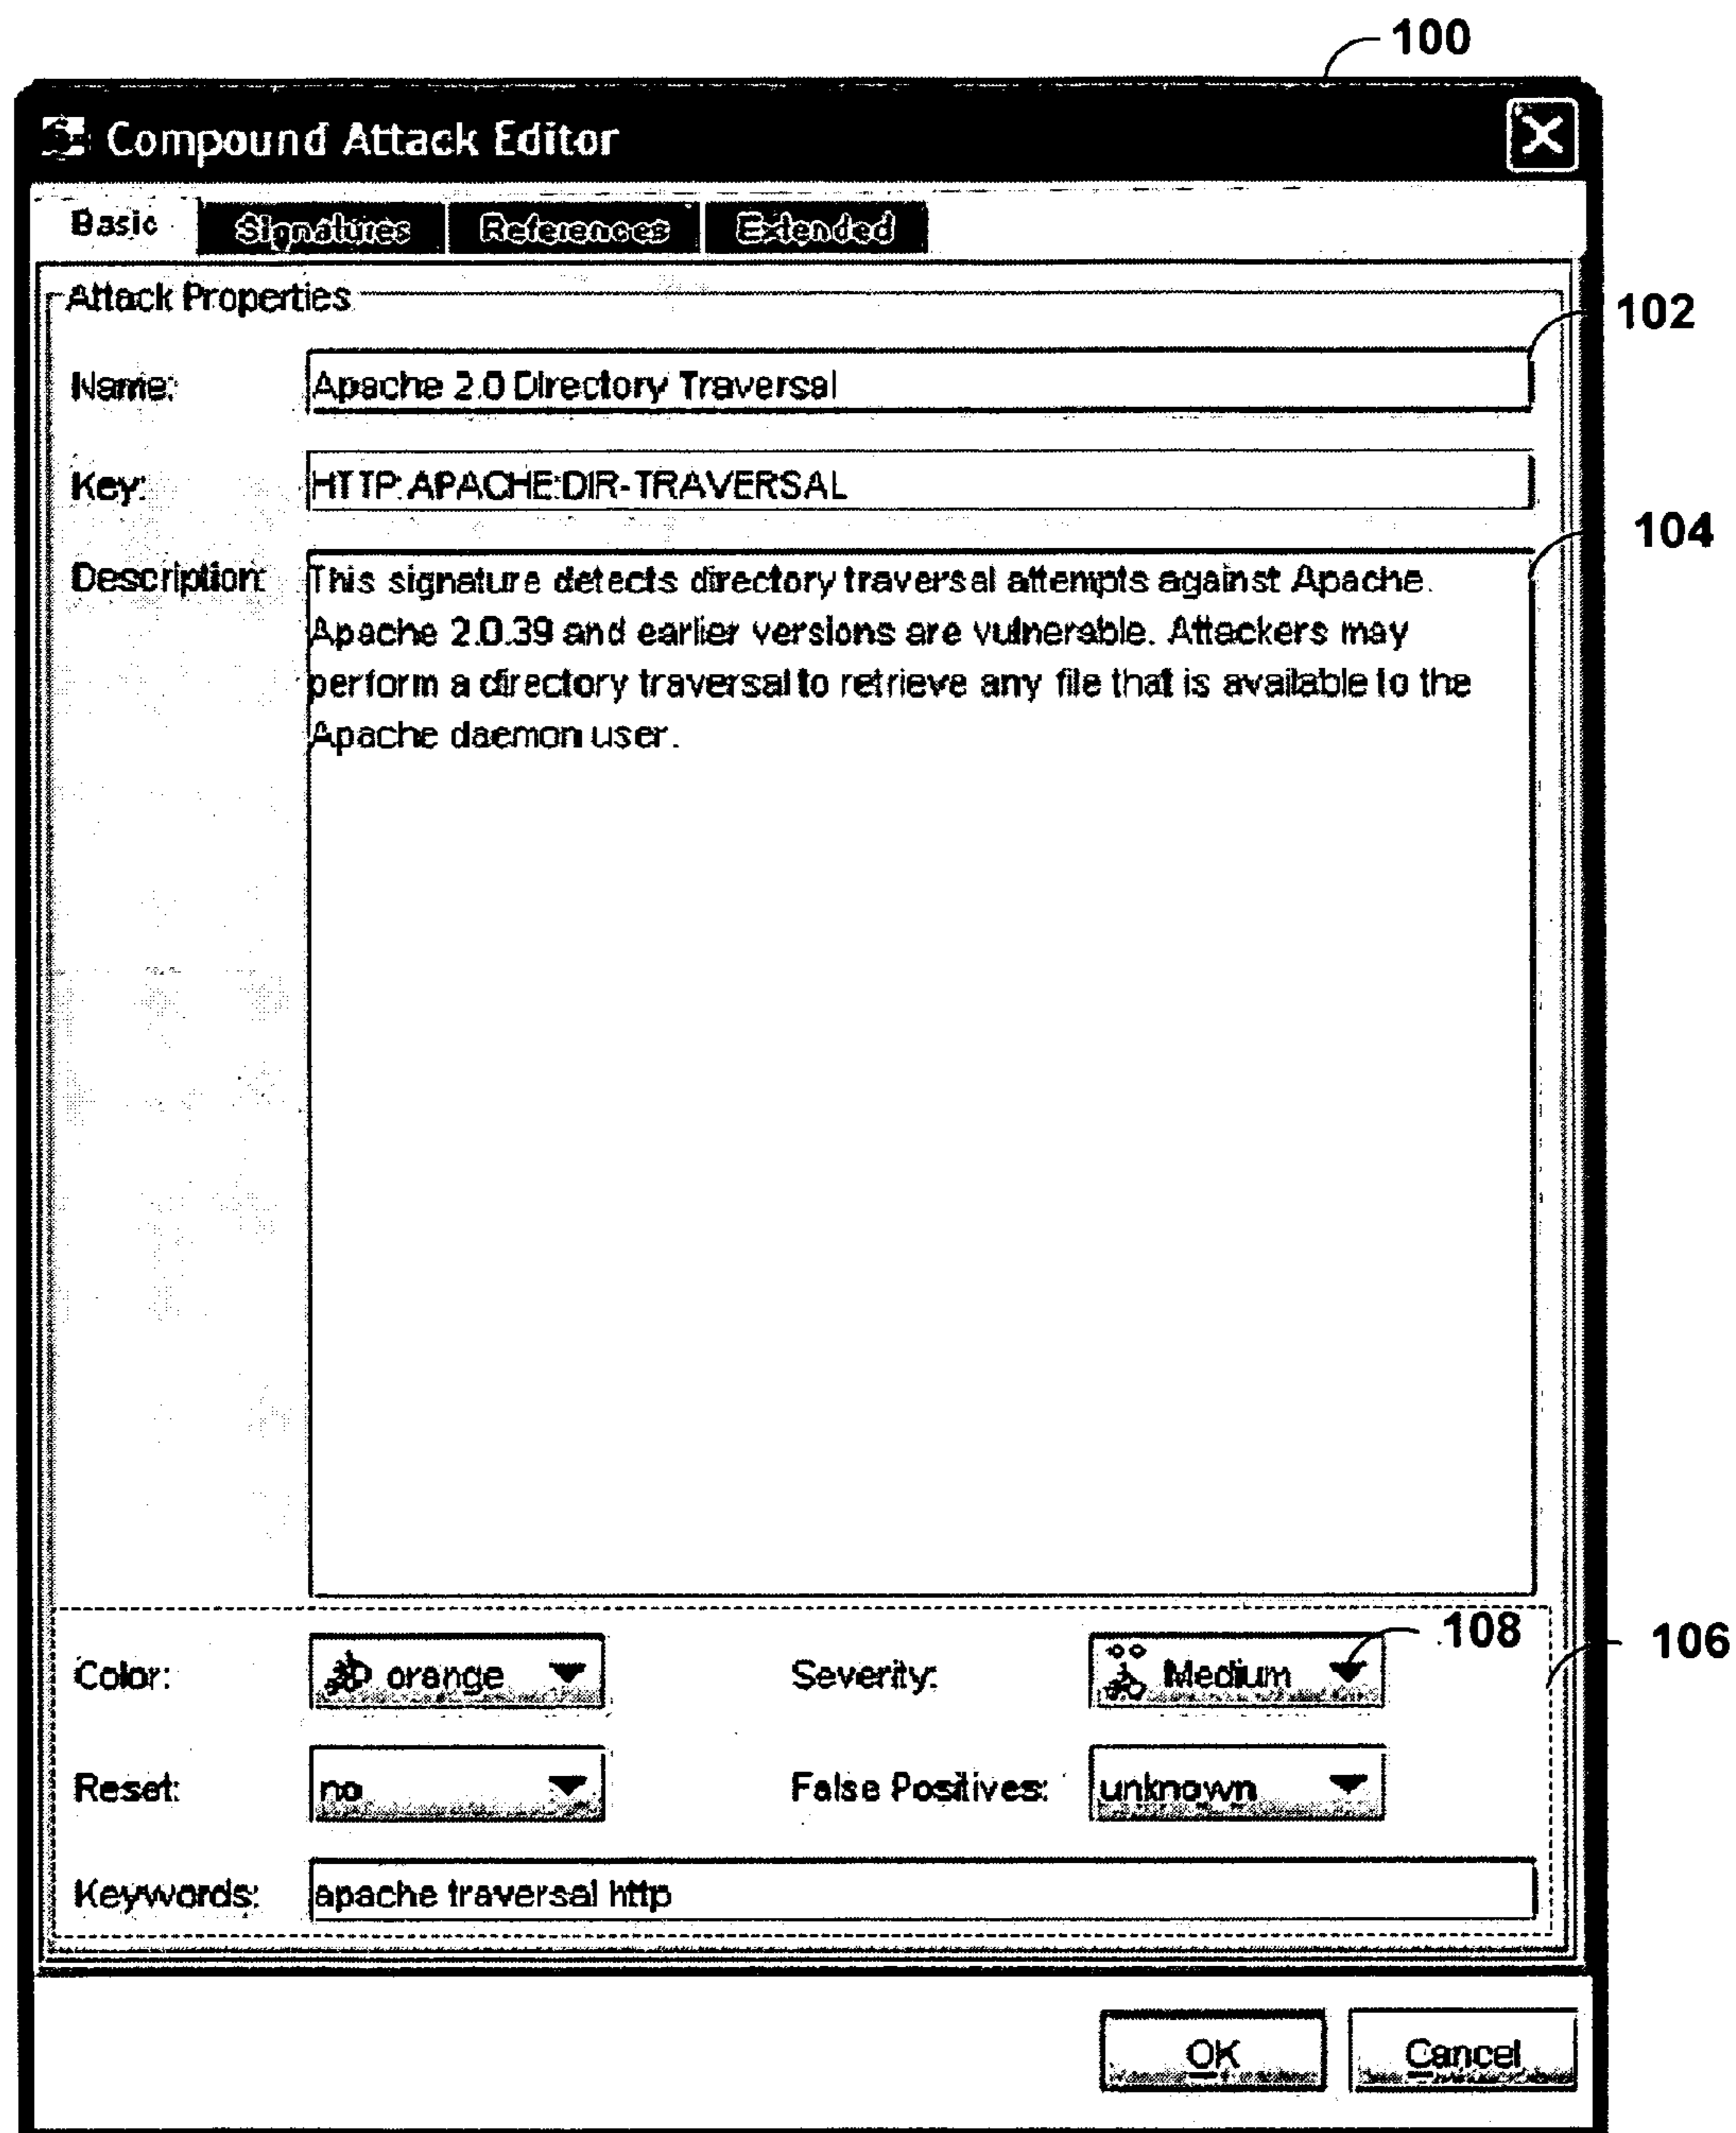 100
Compound Attack Editor
Basic Signatures References Extended
Attack Properties
102
Name: Apache 2.0 Directory Traversal
Key: HTTP:APACHE:DIR-TRAVERSAL
104
Description: This signature detects directory traversal attempts against Apache.
Apache 2.0.39 and earlier versions are vulnerable. Attackers may
perform a directory traversal to retrieve any file that is available to the
Apache daemon user.
Color: orange Severity: Medium 108 106
Reset: no False Positives: unknown
Keywords: apache traversal http
OK Cancel